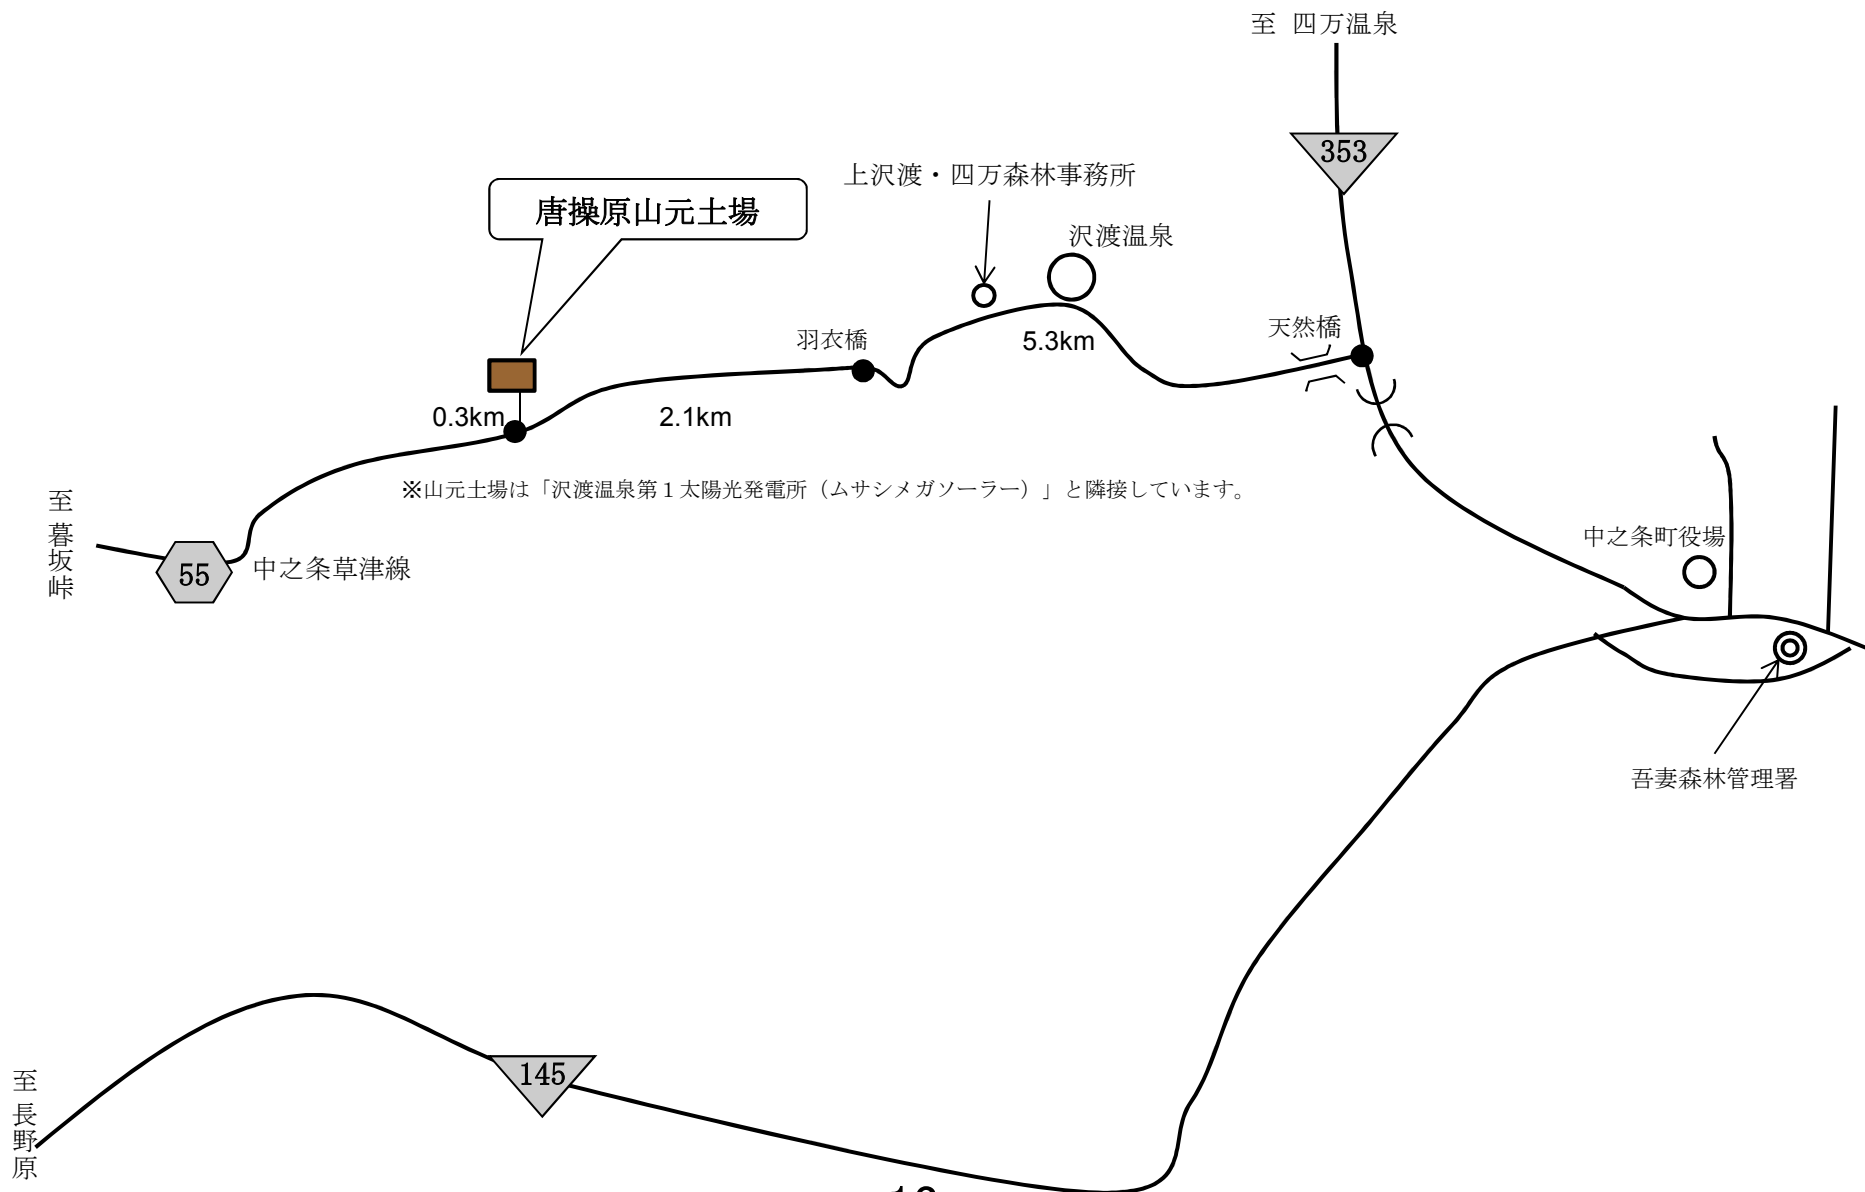 至 四万温泉
353
上沢渡・四万森林事務所
唐操原山元土場
沢渡温泉
天然橋
羽衣橋
5.3km
0.3km
2.1km
※山元土場は「沢渡温泉第１太陽光発電所（ムサシメガソーラー）」と隣接しています。
至 暮坂峠
55
中之条草津線
中之条町役場
吾妻森林管理署
145
至 長野原